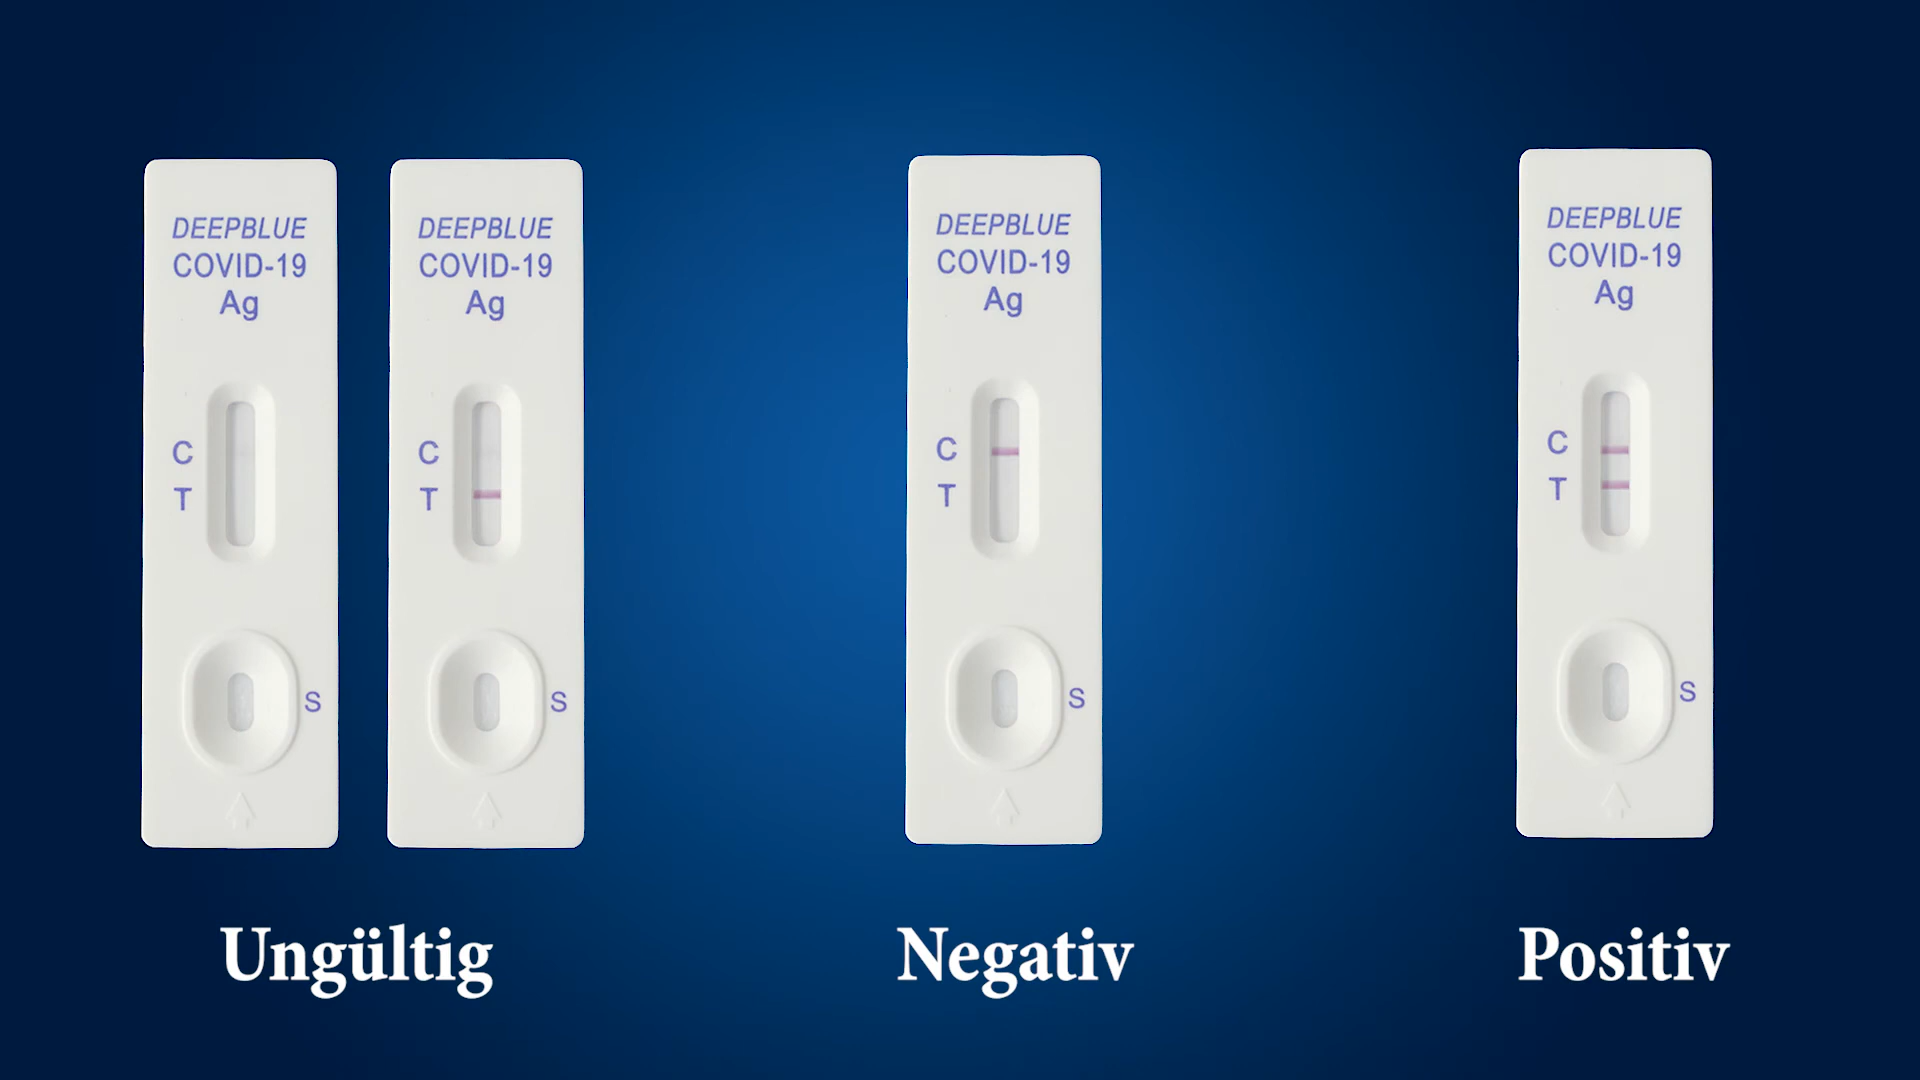 DEEPBLUE
COVID-19
Ag
C
T
S
DEEPBLUE
COVID-19
Ag
C
T
S
Ungültig
DEEPBLUE
COVID-19
Ag
C
T
S
Negativ
DEEPBLUE
COVID-19
Ag
C
T
S
Positiv